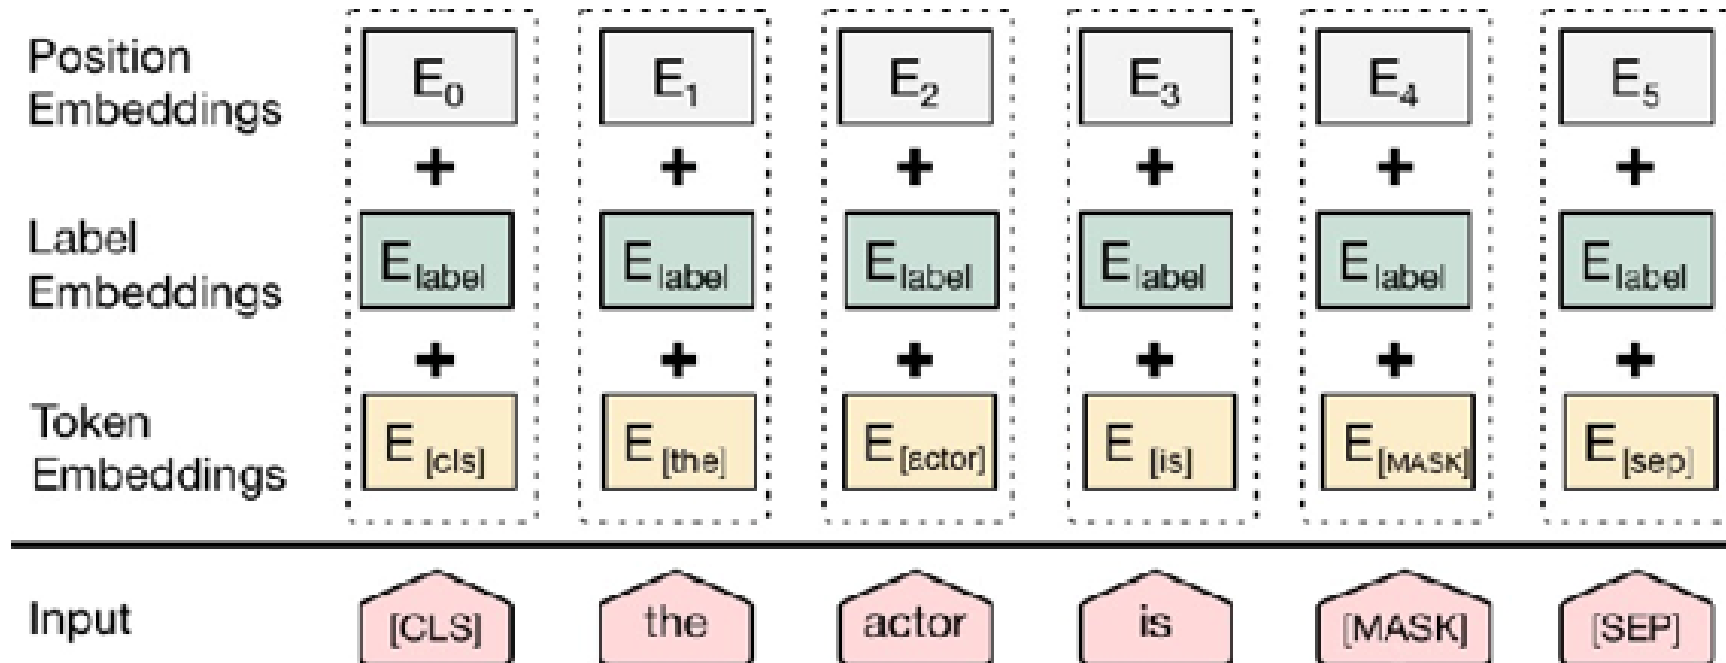 Position
Embeddings
E0 E1 E2 E3 E4 E5
+ + + + + +
Label
Embeddings
Elabel Elabel Elabel Elabel Elabel Elabel
+ + + + + +
Token
Embeddings
E [cls] E [the] E [actor] E [is] E [MASK] E [sep]
Input [CLS] the actor is [MASK] [SEP]